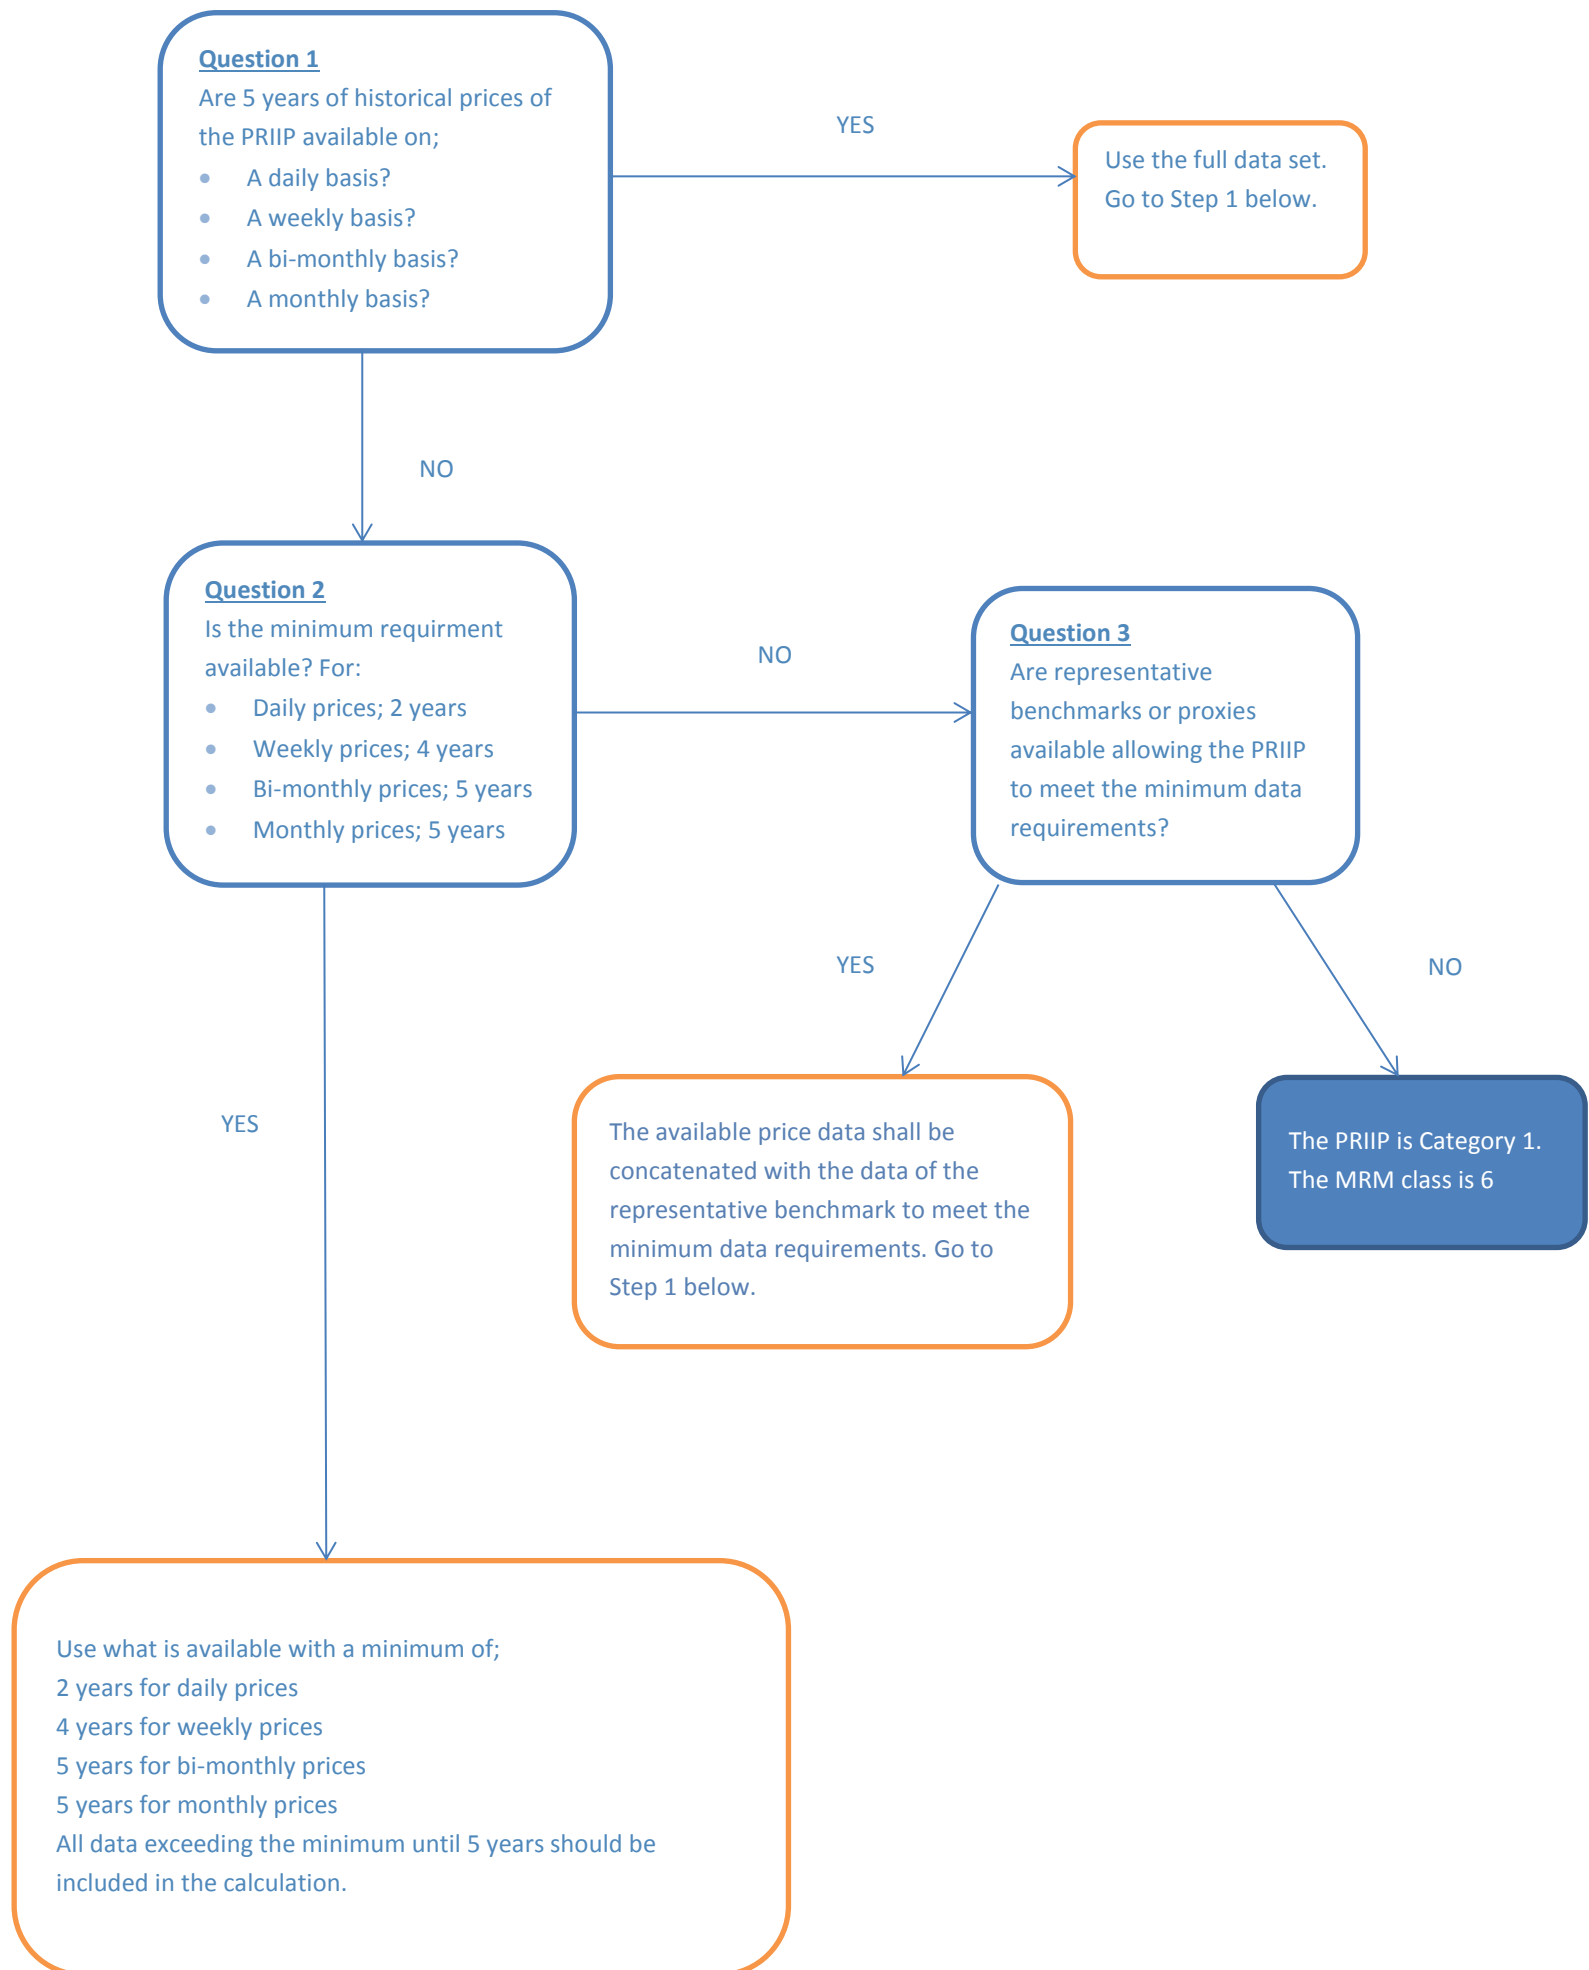 Question 1
Are 5 years of historical prices of
the PRIIP available on;
• A daily basis?
• A weekly basis?
• A bi-monthly basis?
• A monthly basis?
YES
Use the full data set.
Go to Step 1 below.
NO
Question 2
Is the minimum requirment
available? For:
• Daily prices; 2 years
• Weekly prices; 4 years
• Bi-monthly prices; 5 years
• Monthly prices; 5 years
NO
Question 3
Are representative
benchmarks or proxies
available allowing the PRIIP
to meet the minimum data
requirements?
YES
NO
The available price data shall be
concatenated with the data of the
representative benchmark to meet the
minimum data requirements. Go to
Step 1 below.
The PRIIP is Category 1.
The MRM class is 6
YES
Use what is available with a minimum of;
2 years for daily prices
4 years for weekly prices
5 years for bi-monthly prices
5 years for monthly prices
All data exceeding the minimum until 5 years should be
included in the calculation.